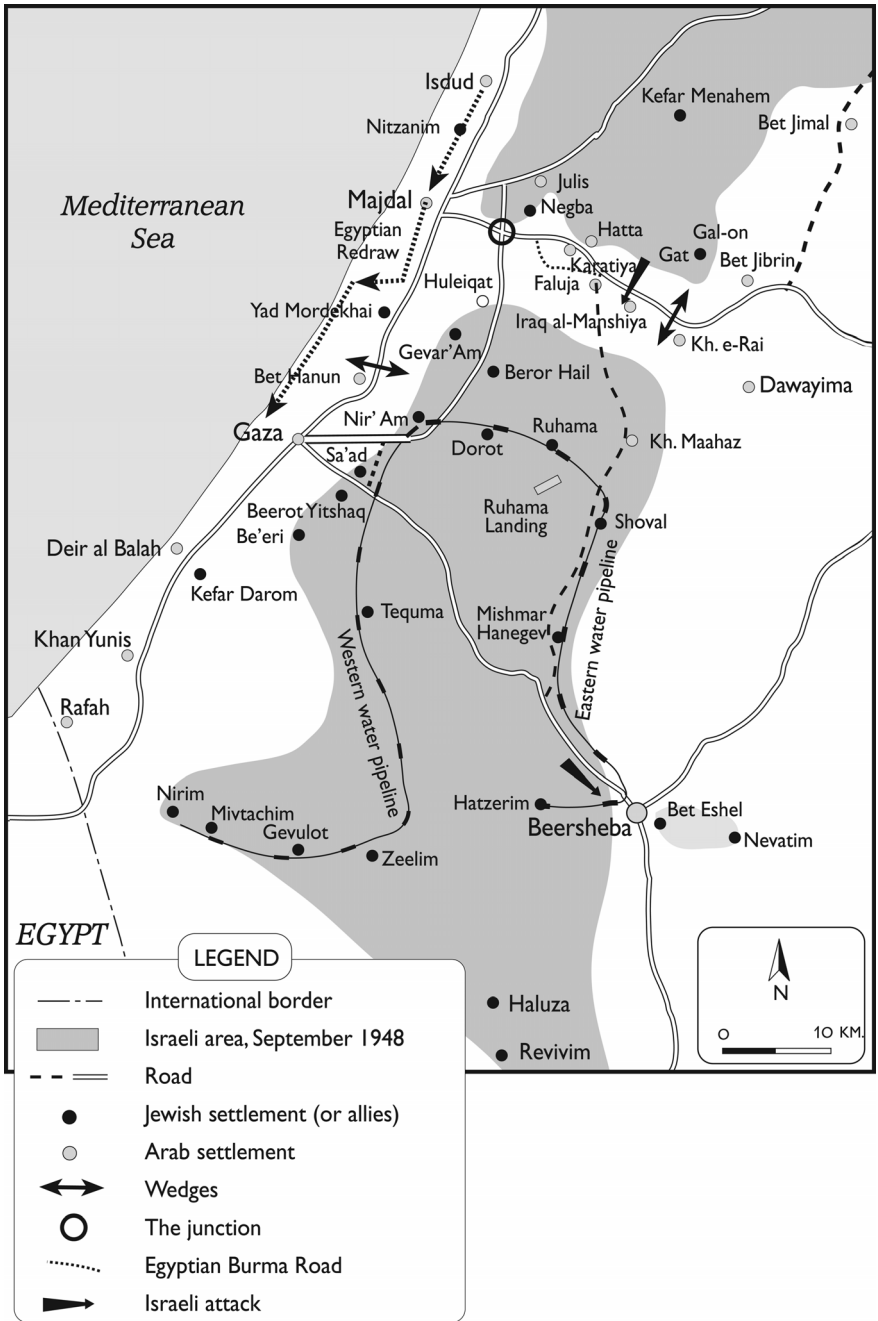 Isdud
Kefar Menahem
Nitzanim
Bet Jimal
Mediterranean
Sea
Majdal
Julis
Negba
Egyptian
Redraw
Hatta
Gal-on
Karatiya
Gat
Bet Jibrin
Huleiqat
Faluja
Yad Mordekhai
Iraq al-Manshiya
Gevar'Am
Kh. e-Rai
Bet Hanun
Beror Hail
Dawayima
Nir' Am
Ruhama
Gaza
Dorot
Kh. Maahaz
Sa'ad
Beerot Yitshaq
Ruhama
Landing
Shoval
Be'eri
Deir al Balah
Kefar Darom
Tequma
Mishmar
Hanegev
Eastern water pipeline
Western water pipeline
Khan Yunis
Rafah
Nirim
Mivtachim
Gevulot
Zeelim
Hatzerim
Beersheba
Bet Eshel
Nevatim
EGYPT
Haluza
Revivim
N
0 10 KM.
LEGEND
International border
Israeli area, September 1948
Road
Jewish settlement (or allies)
Arab settlement
Wedges
The junction
Egyptian Burma Road
Israeli attack